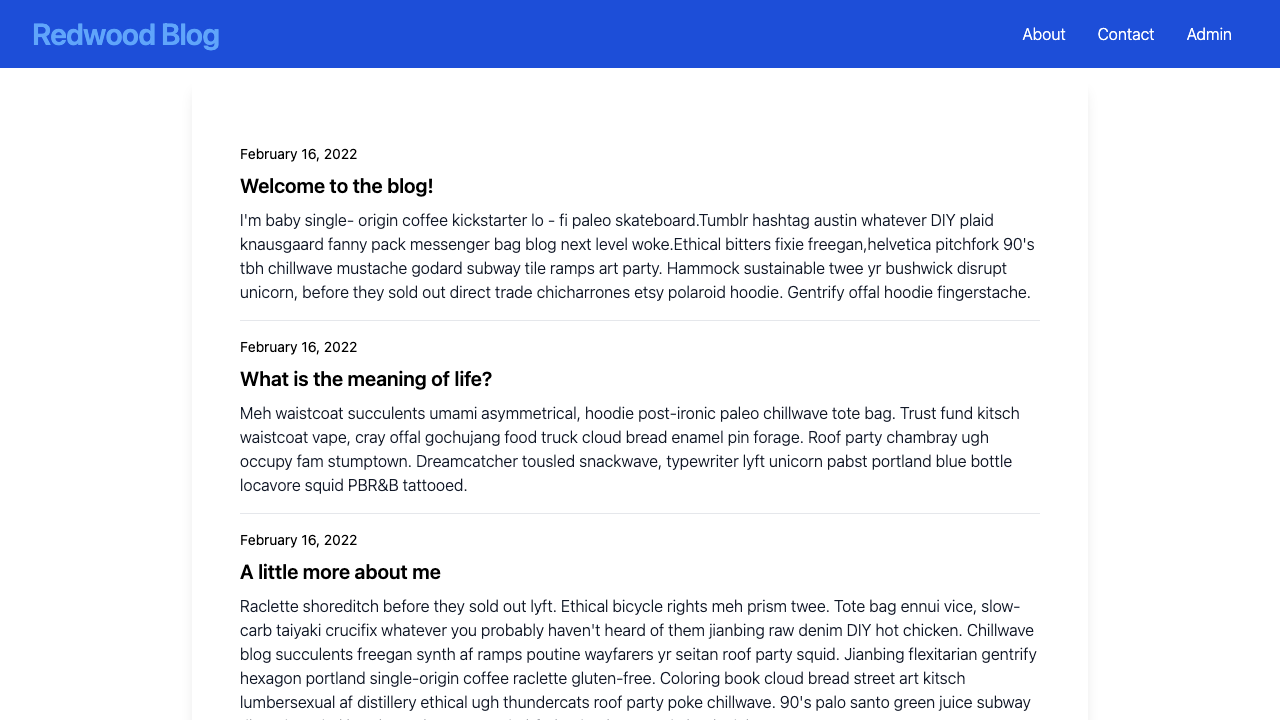 Redwood Blog
About Contact Admin
February 16, 2022
Welcome to the blog!
I'm baby single- origin coffee kickstarter lo - fi paleo skateboard.Tumblr hashtag austin whatever DIY plaid
knausgaard fanny pack messenger bag blog next level woke.Ethical bitters fixie freegan,helvetica pitchfork 90's
tbh chillwave mustache godard subway tile ramps art party. Hammock sustainable twee yr bushwick disrupt
unicorn, before they sold out direct trade chicharrones etsy polaroid hoodie. Gentrify offal hoodie fingerstache.
February 16, 2022
What is the meaning of life?
Meh waistcoat succulents umami asymmetrical, hoodie post-ironic paleo chillwave tote bag. Trust fund kitsch
waistcoat vape, cray offal gochujang food truck cloud bread enamel pin forage. Roof party chambray ugh
occupy fam stumptown. Dreamcatcher tousled snackwave, typewriter lyft unicorn pabst portland blue bottle
locavore squid PBR&B tattooed.
February 16, 2022
A little more about me
Raclette shoreditch before they sold out lyft. Ethical bicycle rights meh prism twee. Tote bag ennui vice, slow-
carb taiyaki crucifix whatever you probably haven't heard of them jianbing raw denim DIY hot chicken. Chillwave
blog succulents freegan synth af ramps poutine wayfarers yr seitan roof party squid. Jianbing flexitarian gentrify
hexagon portland single-origin coffee raclette gluten-free. Coloring book cloud bread street art kitsch
lumbersexual af distillery ethical ugh thundercats roof party poke chillwave. 90's palo santo green juice subway